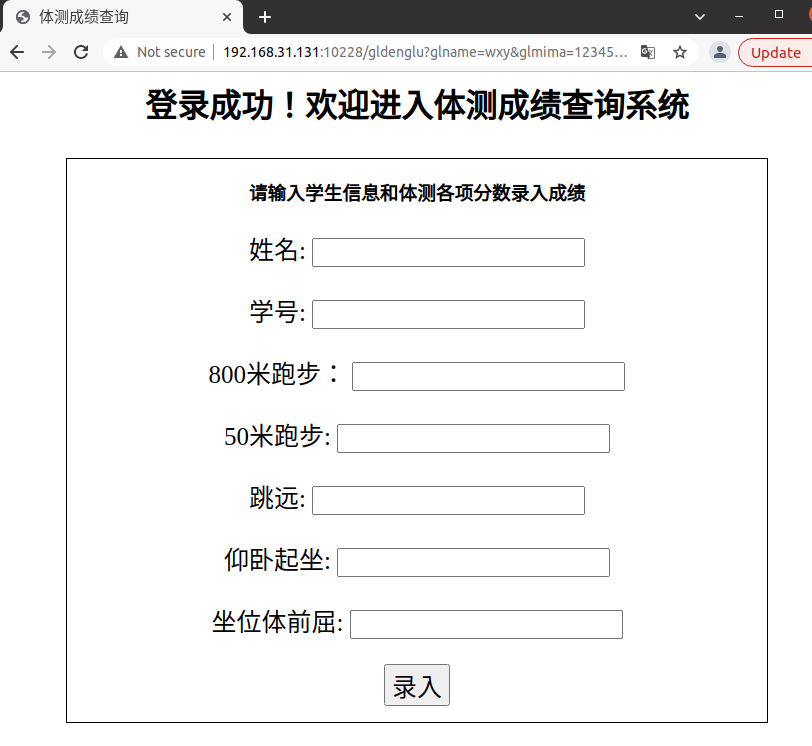 体测成绩查询
Not secure
192.168.31.131:10228/gldenglu?glname=wxy&glmima=12345…
Update
登录成功！欢迎进入体测成绩查询系统
请输入学生信息和体测各项分数录入成绩
姓名:
学号:
800米跑步：
50米跑步:
跳远:
仰卧起坐:
坐位体前屈:
录入